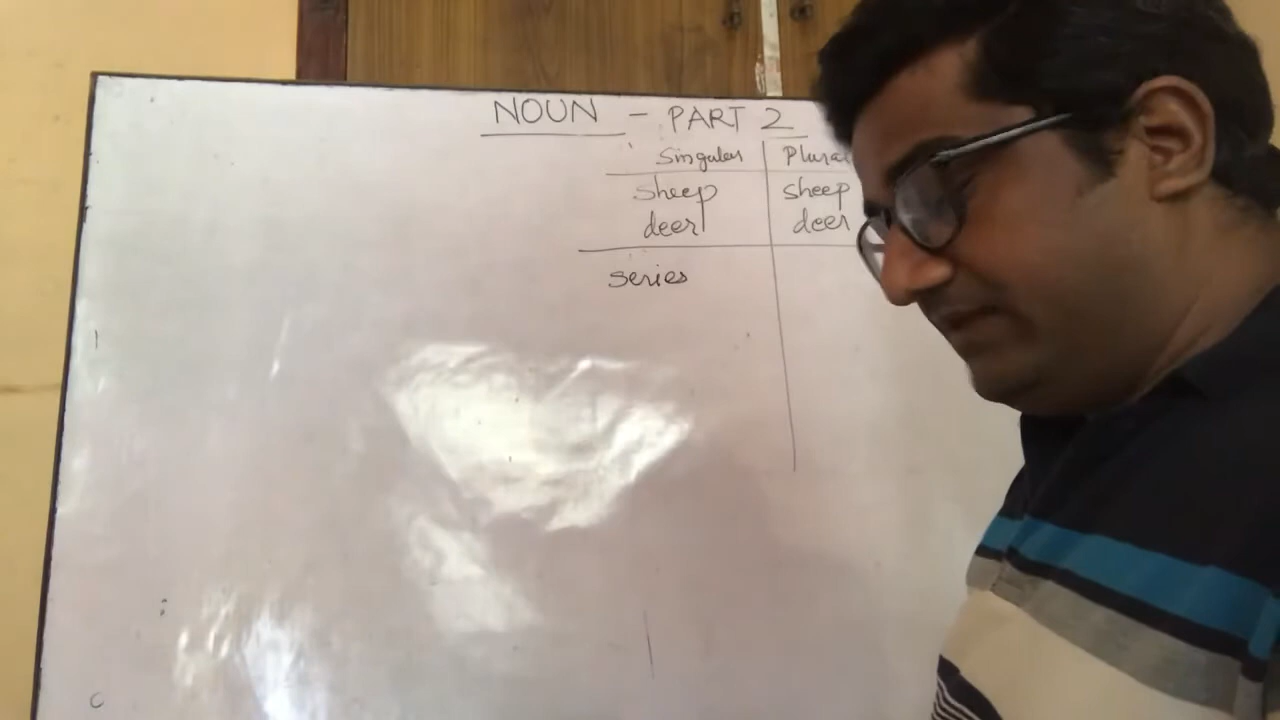 NOUN - PART 2
Singular Plural
sheep sheep
deer deer
series